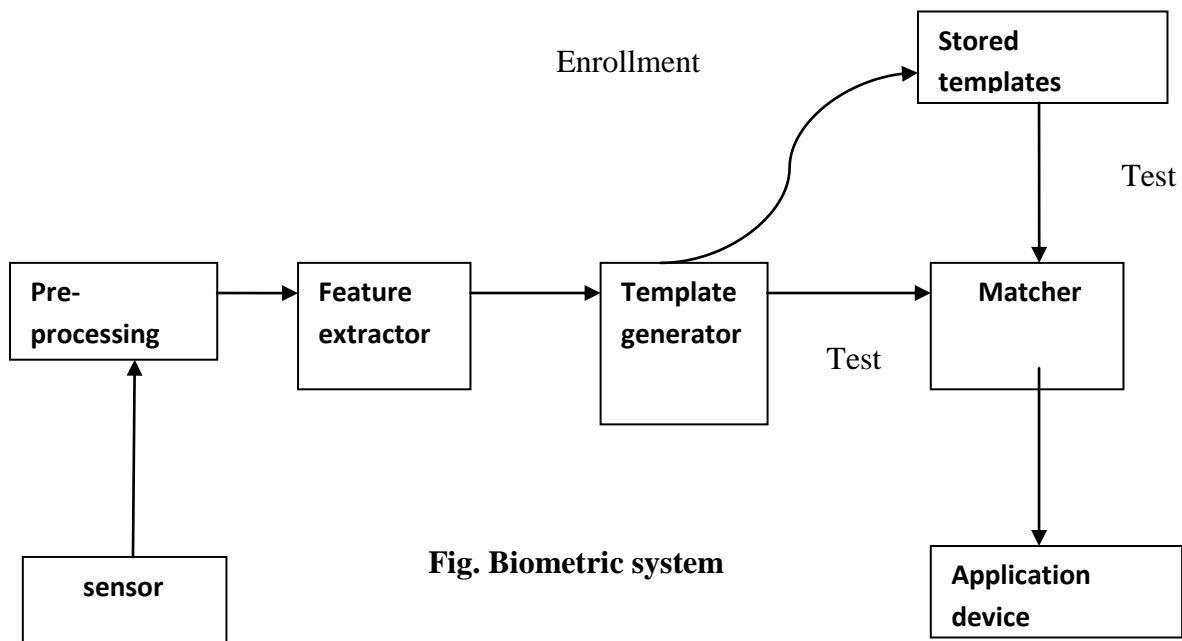 Stored
templates
Enrollment
Test
Pre-
processing
Feature
extractor
Template
generator
Matcher
Test
sensor
Fig. Biometric system
Application
device